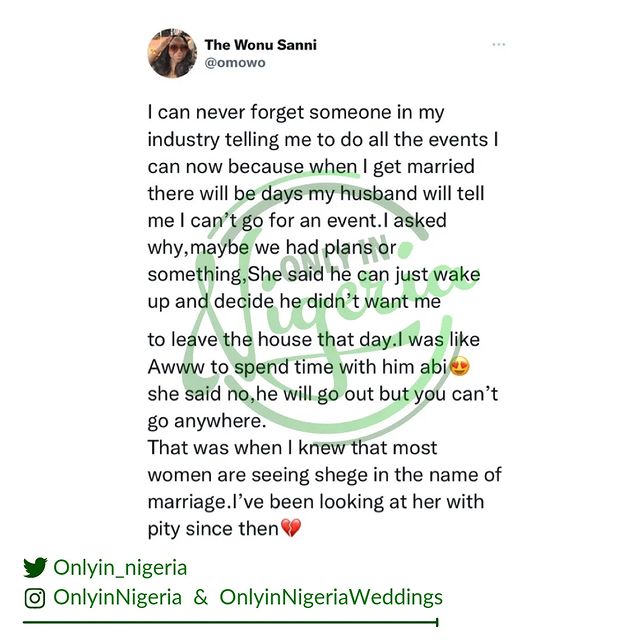 The Wonu Sanni
@omowo
I can never forget someone in my
industry telling me to do all the events I
can now because when I get married
there will be days my husband will tell
me I can't go for an event.I asked
why,maybe we had plans or
something,She said he can just wake
up and decide he didn't want me
to leave the house that day.I was like
Awww to spend time with him abi😍
she said no,he will go out but you can't
go anywhere.
That was when I knew that most
women are seeing shege in the name of
marriage.I've been looking at her with
pity since then💔
ONLY IN
Nigeria
Onlyin_nigeria
OnlyinNigeria & OnlyinNigeriaWeddings